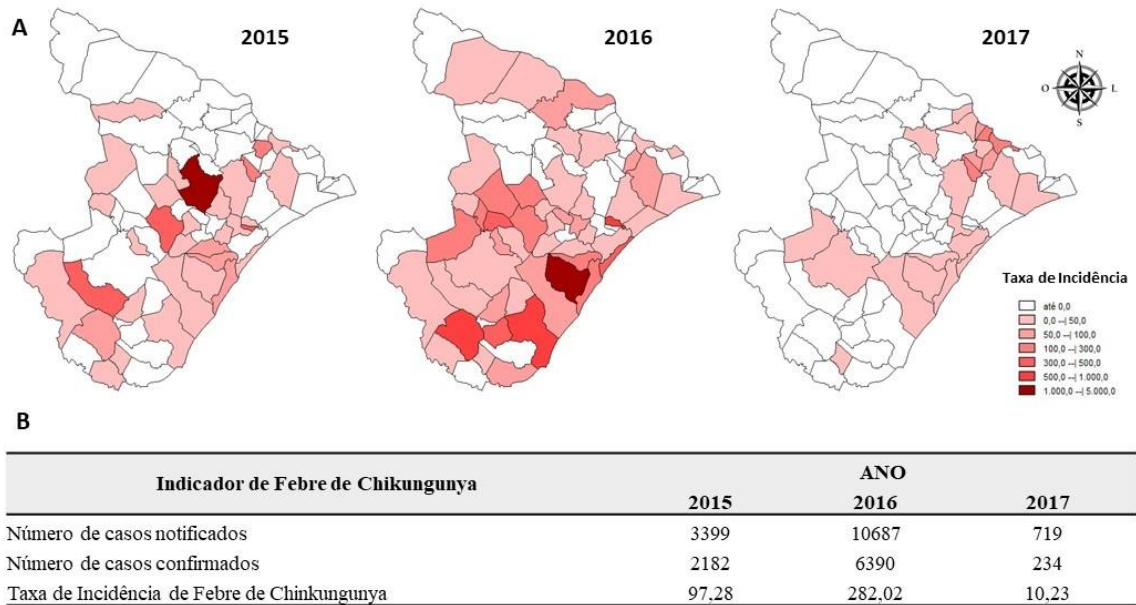 A
2015
2016
2017
N
O
L
S
Taxa de Incidência
até 0,0
0,0 --| 50,0
50,0 --| 100,0
100,0 --| 300,0
300,0 --| 500,0
500,0 --| 1.000,0
1.000,0 --| 5.000,0
B
Indicador de Febre de Chikungunya
ANO
2015 2016 2017
Número de casos notificados 3399 10687 719
Número de casos confirmados 2182 6390 234
Taxa de Incidência de Febre de Chinkungunya 97,28 282,02 10,23